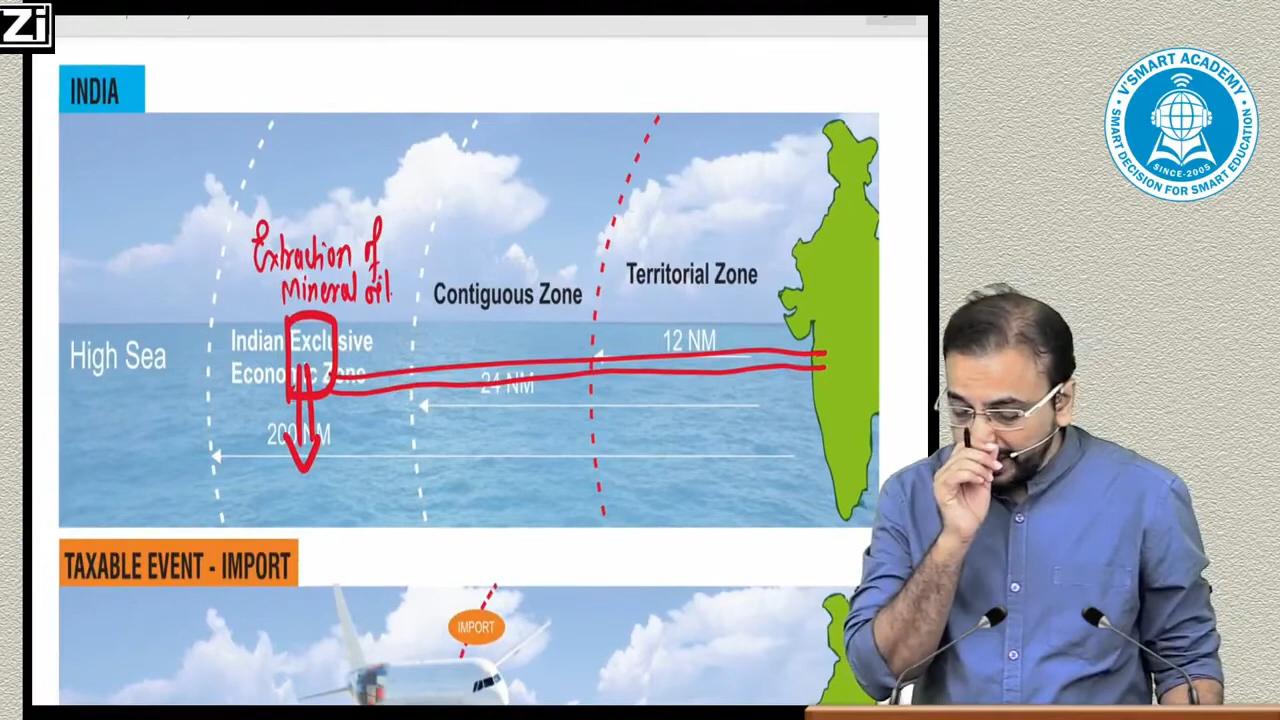 Zi
INDIA
Extraction of
Mineral oil
Territorial Zone
Contiguous Zone
High Sea
Indian Exclusive
Economic Zone
12 NM
24 NM
200 NM
TAXABLE EVENT - IMPORT
IMPORT
V'SMART ACADEMY
SMART DECISION FOR SMART EDUCATION
SINCE-2005